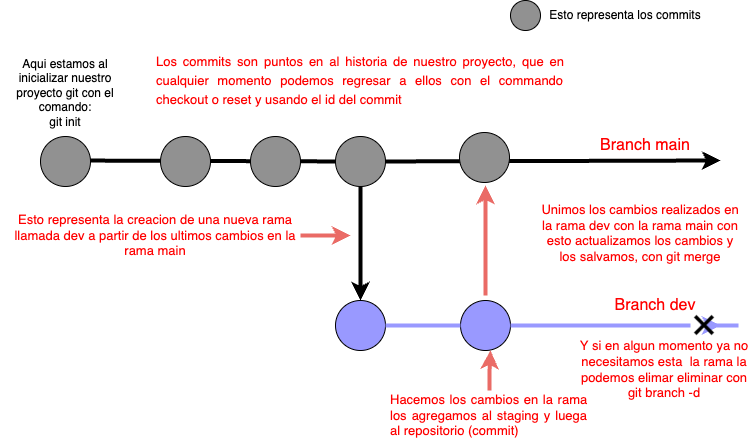 Esto representa los commits
Aqui estamos al
inicializar nuestro
proyecto git con el
comando:
git init
Los commits son puntos en al historia de nuestro proyecto, que en
cualquier momento podemos regresar a ellos con el commando
checkout o reset y usando el id del commit
Branch main
Esto representa la creacion de una nueva rama
llamada dev a partir de los ultimos cambios en la
rama main
Unimos los cambios realizados en
la rama dev con la rama main con
esto actualizamos los cambios y
los salvamos, con git merge
Branch dev
Y si en algun momento ya no
necesitamos esta la rama la
podemos elimar eliminar con
git branch -d
Hacemos los cambios en la rama
los agregamos al staging y luega
al repositorio (commit)